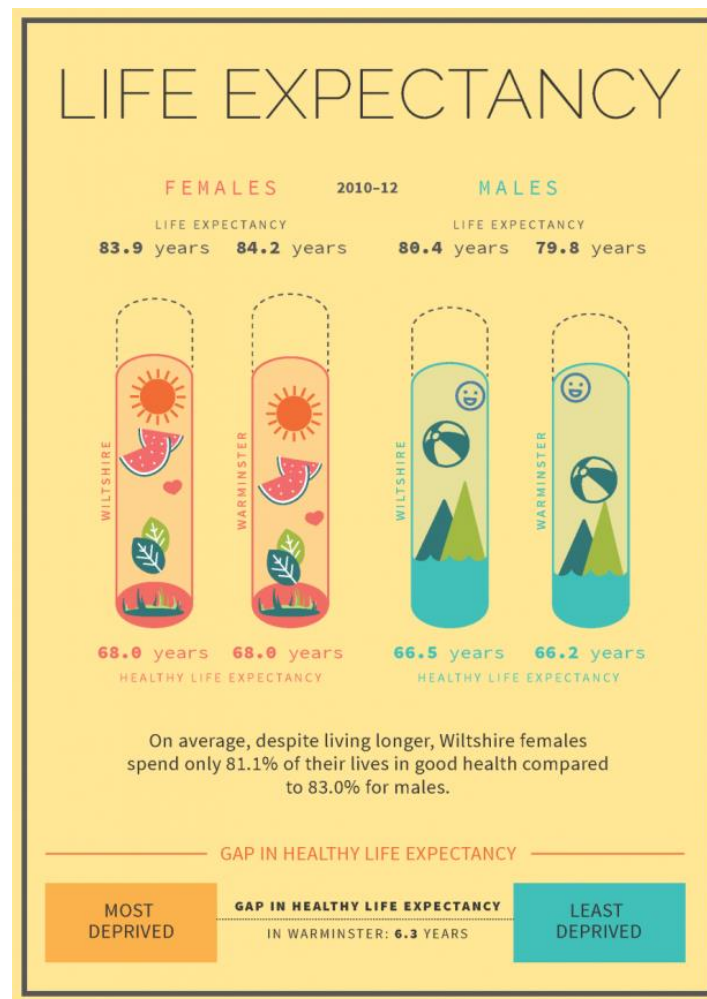 LIFE EXPECTANCY
FEMALES
2010–12
MALES
LIFE EXPECTANCY
LIFE EXPECTANCY
83.9 years 84.2 years
80.4 years 79.8 years
WILTSHIRE
WARMINSTER
WILTSHIRE
WARMINSTER
68.0 years 68.0 years
66.5 years 66.2 years
HEALTHY LIFE EXPECTANCY
HEALTHY LIFE EXPECTANCY
On average, despite living longer, Wiltshire females
spend only 81.1% of their lives in good health compared
to 83.0% for males.
GAP IN HEALTHY LIFE EXPECTANCY
MOST
DEPRIVED
GAP IN HEALTHY LIFE EXPECTANCY
IN WARMINSTER: 6.3 YEARS
LEAST
DEPRIVED